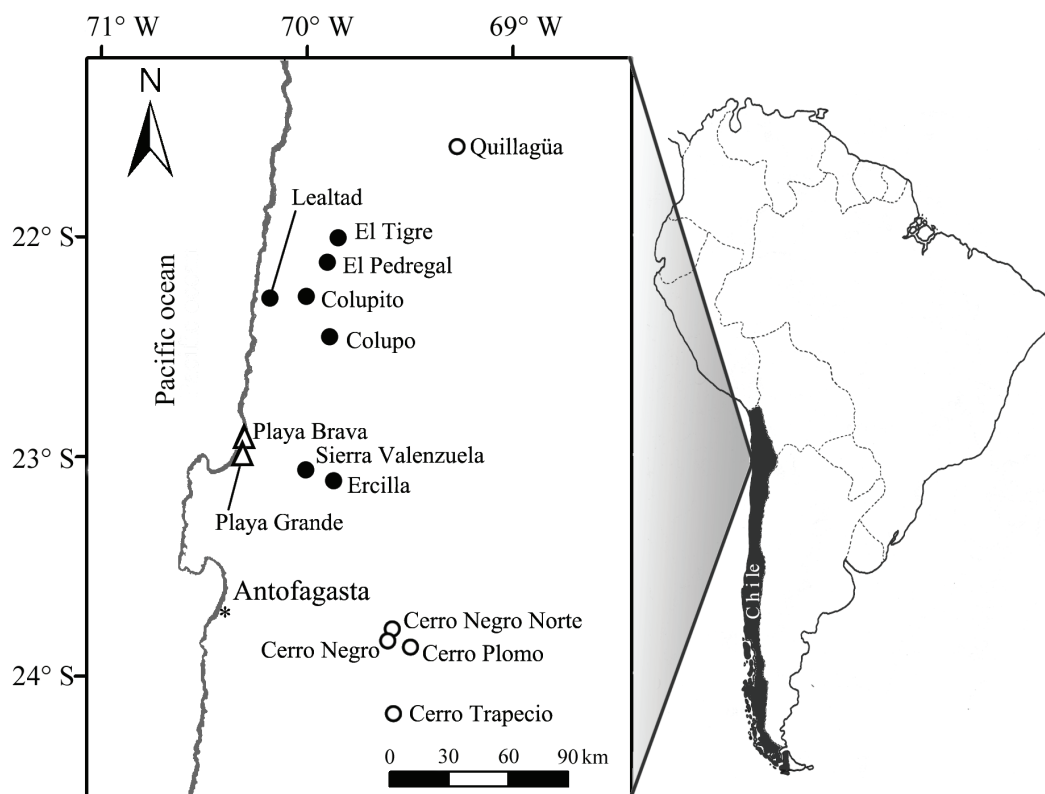 71° W 70° W 69° W
N
Quillagüa
Lealtad
22° S
El Tigre
El Pedregal
Colupito
Colupo
Pacific ocean
Playa Brava
23° S
Sierra Valenzuela
Ercilla
Playa Grande
Antofagasta
*
Cerro Negro Norte
Cerro Negro
Cerro Plomo
24° S
Cerro Trapecio
0 30 60 90 km
Chile